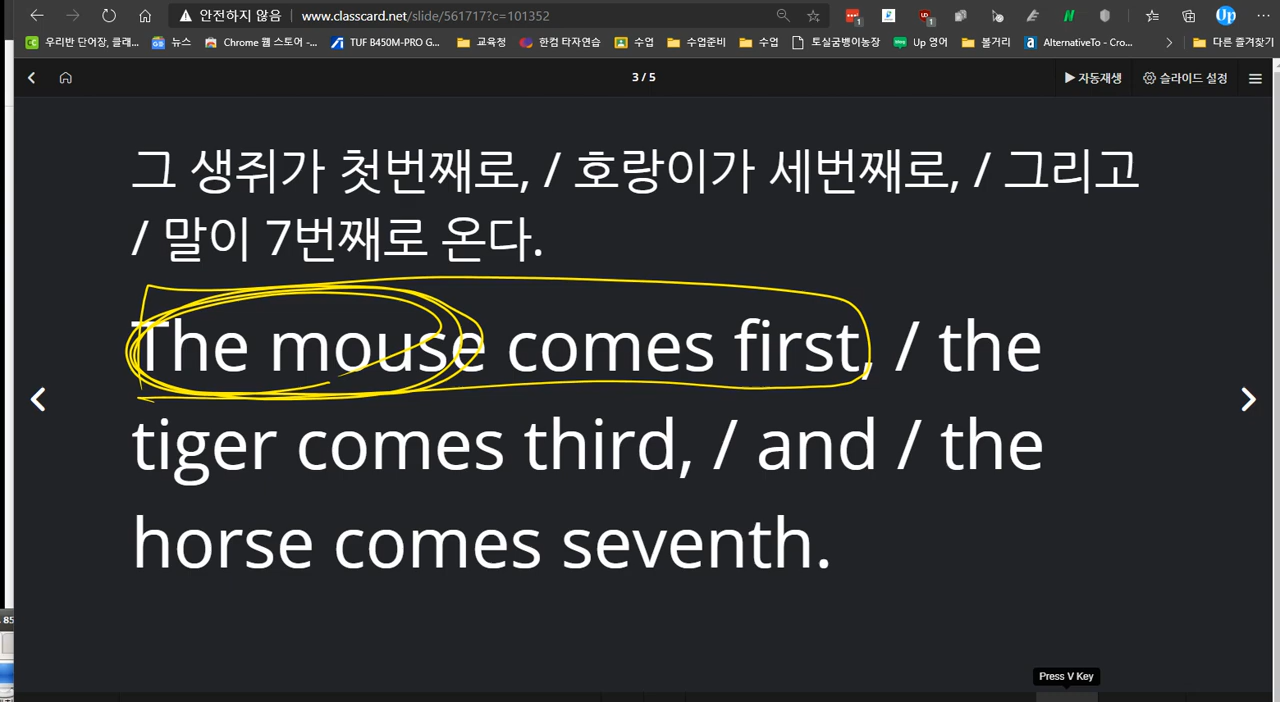 안전하지 않음 www.classcard.net/slide/561717?c=101352 1 1 Up
우리반 단어장, 클래... 뉴스 Chrome 웹 스토어 -... TUF B450M-PRO G... 교육청 한컴 타자연습 수업 수업준비 수업 토실굼벵이농장 Up 영어 볼거리 AlternativeTo - Cro... 다른 즐겨찾기
3 / 5 자동재생 슬라이드 설정
그 생쥐가 첫번째로, / 호랑이가 세번째로, / 그리고
/ 말이 7번째로 온다.
The mouse comes first, / the
tiger comes third, / and / the
horse comes seventh.
Press V Key